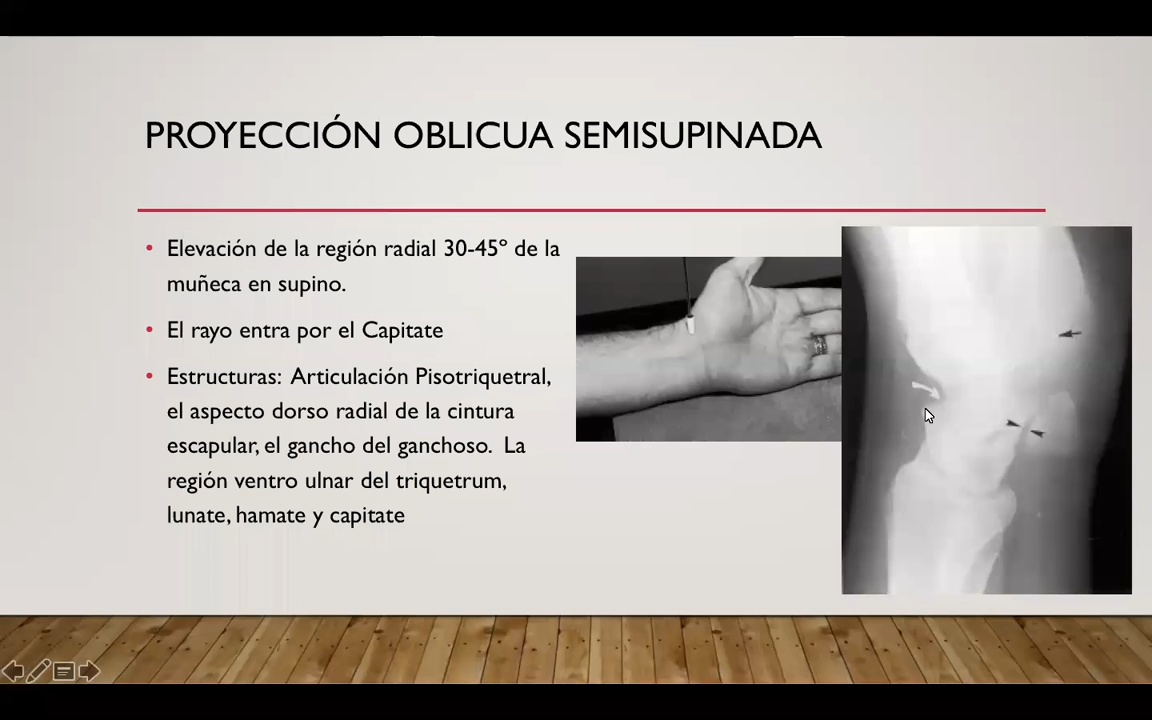 PROYECCIÓN OBLICUA SEMISUPINADA
• Elevación de la región radial 30-45º de la
muñeca en supino.
• El rayo entra por el Capitate
• Estructuras: Articulación Pisotriquetral,
el aspecto dorso radial de la cintura
escapular, el gancho del ganchoso. La
región ventro ulnar del triquetrum,
lunate, hamate y capitate